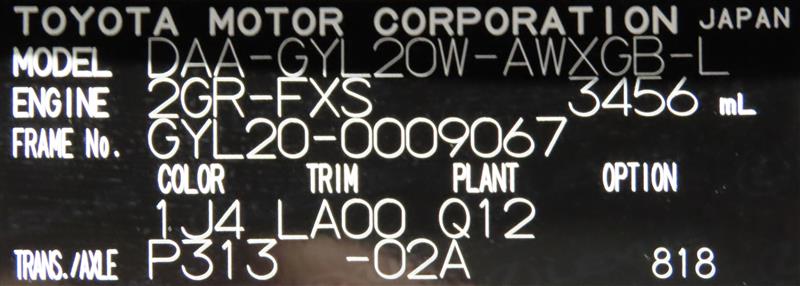 TOYOTA MOTOR CORPORATION JAPAN
MODEL DAA-GYL20W-AWXGB-L
ENGINE 2GR-FXS 3456 mL
FRAME No. GYL20-0009067
COLOR TRIM PLANT OPTION
1J4 LA00 Q12
TRANS./AXLE P313 -02A 818